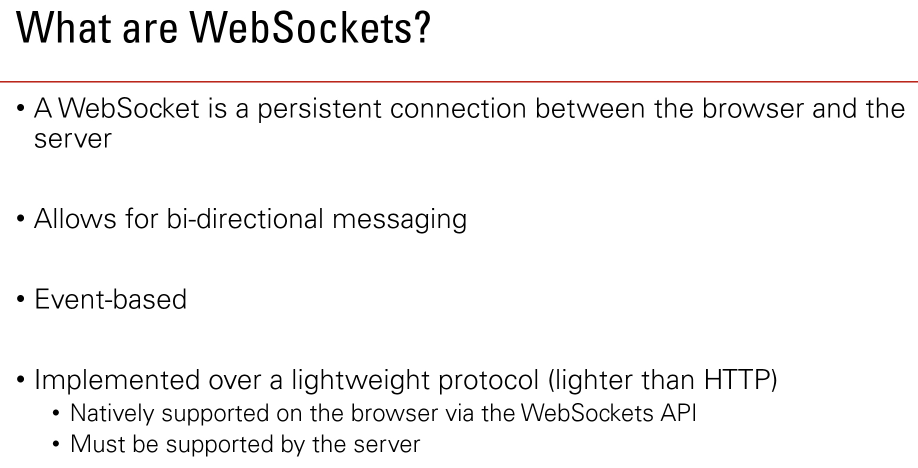 What are WebSockets?
• A WebSocket is a persistent connection between the browser and the
server
• Allows for bi-directional messaging
• Event-based
• Implemented over a lightweight protocol (lighter than HTTP)
• Natively supported on the browser via the WebSockets API
• Must be supported by the server